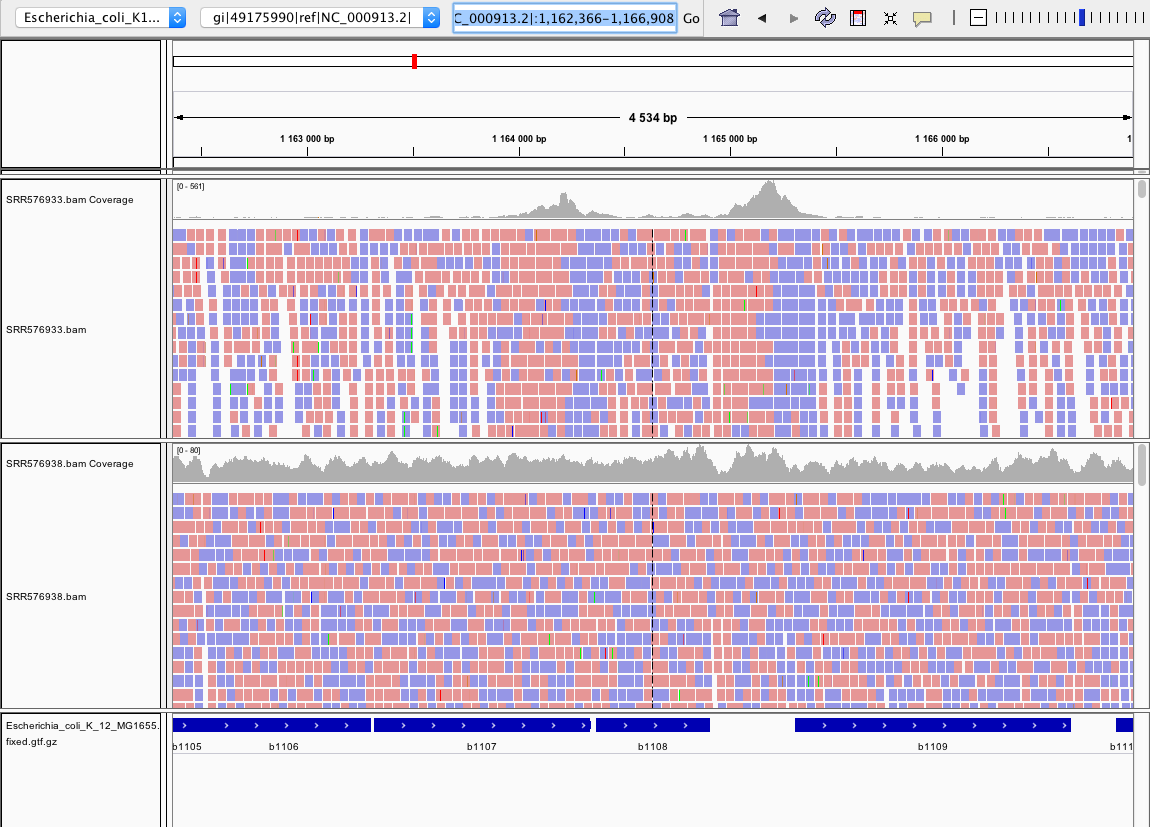 Escherichia_coli_K1...
gi|49175990|ref|NC_000913.2|
C_000913.2|:1,162,366-1,166,908
Go
4 534 bp
1 163 000 bp
1 164 000 bp
1 165 000 bp
1 166 000 bp
1
SRR576933.bam Coverage
[0 - 561]
SRR576933.bam
SRR576938.bam Coverage
[0 - 80]
SRR576938.bam
Escherichia_coli_K_12_MG1655.
fixed.gtf.gz
b1105
b1106
b1107
b1108
b1109
b111